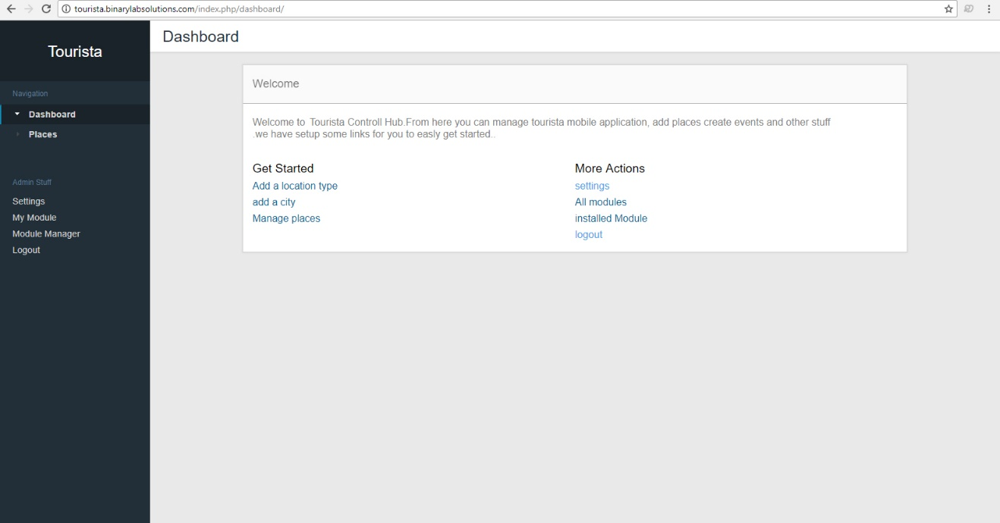 tourista.binarylabsolutions.com/index.php/dashboard/
Tourista
Navigation
Dashboard
Places
Admin Stuff
Settings
My Module
Module Manager
Logout
Dashboard
Welcome
Welcome to Tourista Controll Hub.From here you can manage tourista mobile application, add places create events and other stuff
.we have setup some links for you to easly get started..
Get Started
Add a location type
add a city
Manage places
More Actions
settings
All modules
installed Module
logout